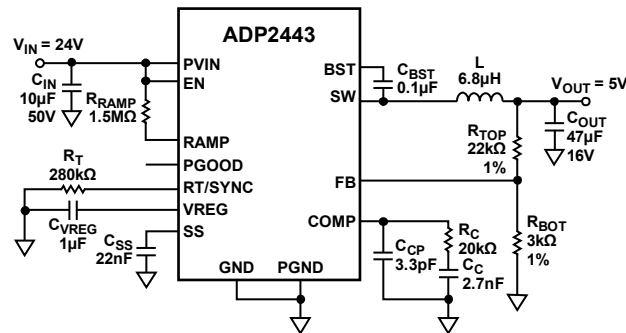 ADP2443
V_IN = 24V
C_IN
10µF
50V
R_RAMP
1.5MΩ
R_T
280kΩ
C_VREG
1µF
C_SS
22nF
PVIN
EN
RAMP
PGOOD
RT/SYNC
VREG
SS
GND
PGND
BST
SW
FB
COMP
C_BST
0.1µF
L
6.8µH
V_OUT = 5V
C_OUT
47µF
16V
R_TOP
22kΩ
1%
R_BOT
3kΩ
1%
C_CP
3.3pF
R_C
20kΩ
C_C
2.7nF